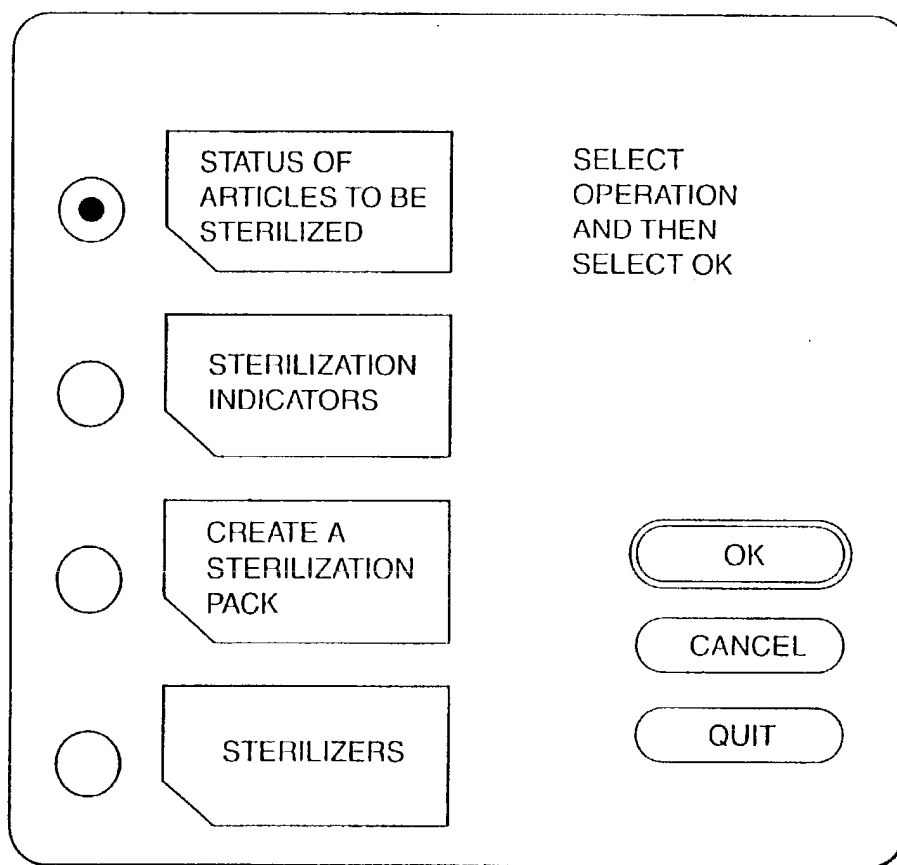 STATUS OF
ARTICLES TO BE
STERILIZED
SELECT
OPERATION
AND THEN
SELECT OK
STERILIZATION
INDICATORS
CREATE A
STERILIZATION
PACK
OK
CANCEL
STERILIZERS
QUIT